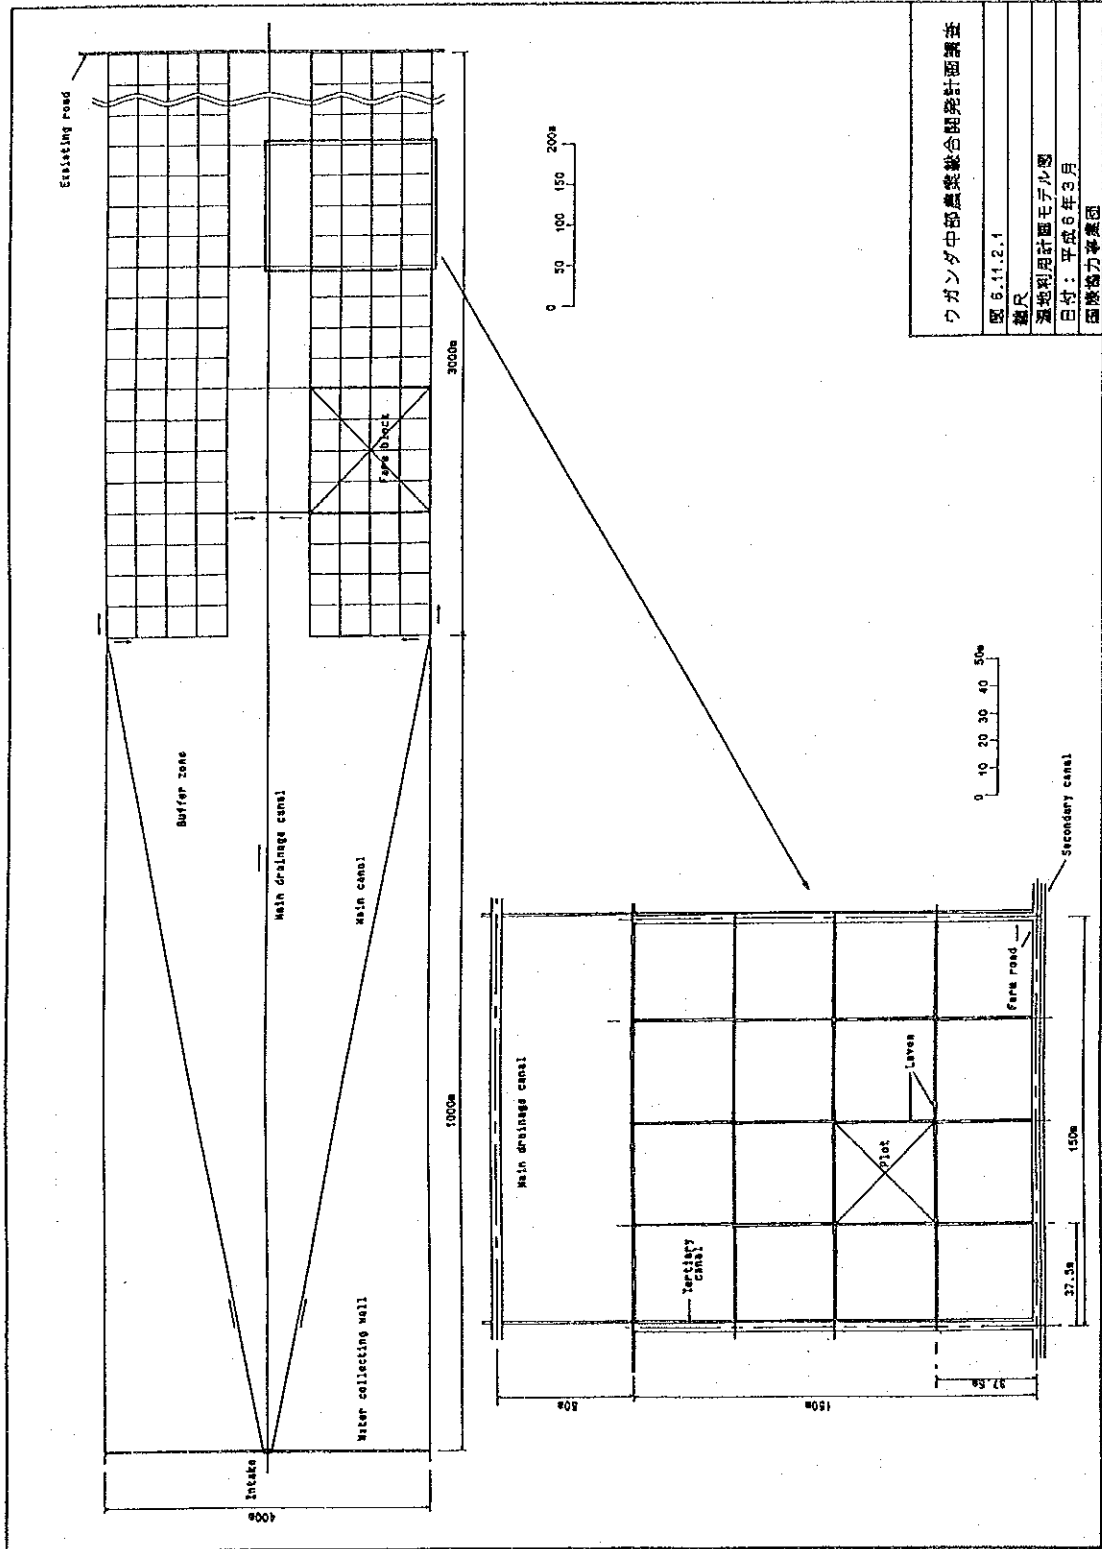 Exsisting road
0 50 100 150 200m
3000m
Farm block
Buffer zone
Main drainage canal
Main canal
1000m
Water collecting wall
Intake
400m
0 10 20 30 40 50m
Secondary canal
Main drainage canal
Farm road
Levee
Plot
Tertiary
canal
150m
37.5m
50m
150m
37.5m
ウガンダ中部農業総合開発計画調査
図 6.11.2.1
縮尺
湿地利用計画モデル図
日付： 平成 6 年 3 月
国際協力事業団